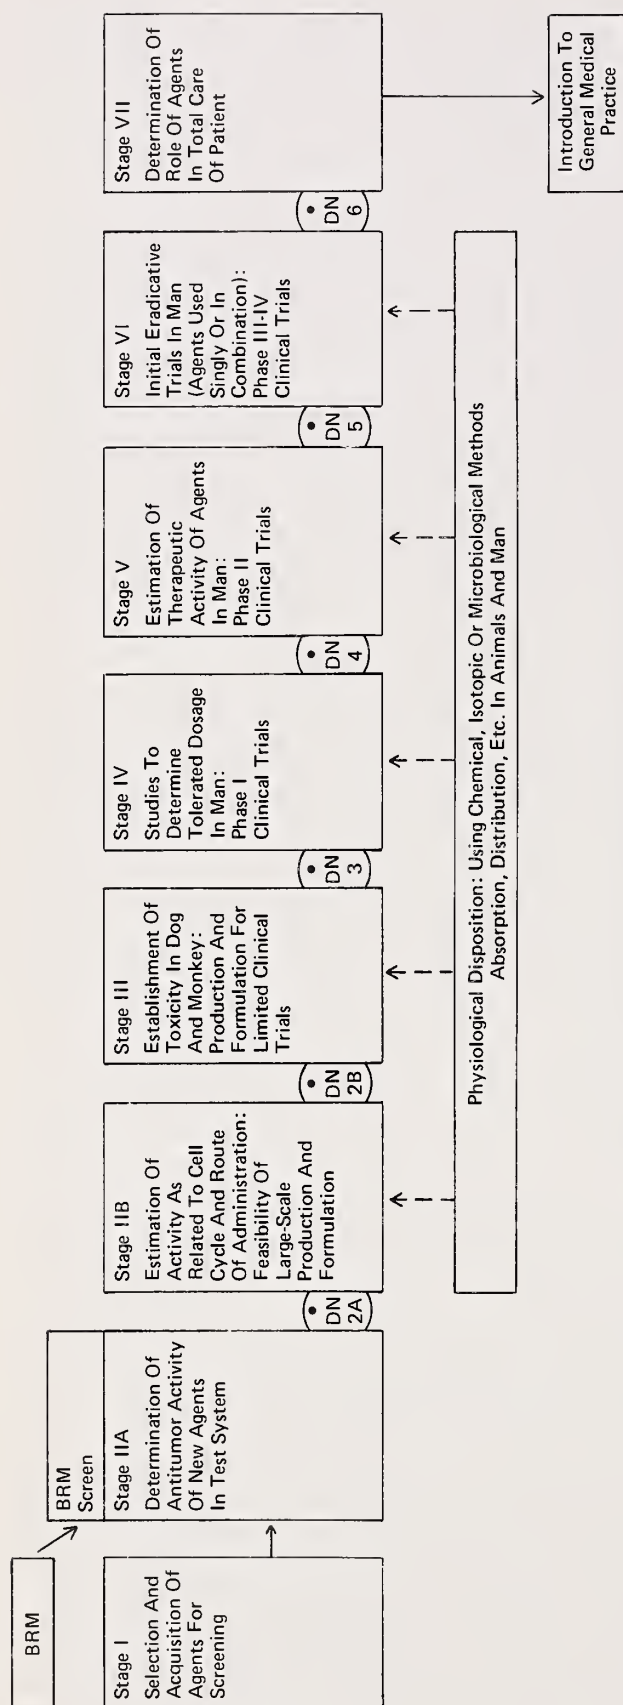 BRM
Stage I
Selection And
Acquisition Of
Agents For
Screening
BRM
Screen
Stage IIA
Determination Of
Antitumor Activity
Of New Agents
In Test System
• DN
2A
Stage IIB
Estimation Of
Activity As
Related To Cell
Cycle And Route
Of Administration:
Feasibility Of
Large-Scale
Production And
Formulation
• DN
2B
Stage III
Establishment Of
Toxicity In Dog
And Monkey:
Production And
Formulation For
Limited Clinical
Trials
• DN
3
Stage IV
Studies To
Determine
Tolerated Dosage
In Man:
Phase I
Clinical Trials
• DN
4
Stage V
Estimation Of
Therapeutic
Activity Of Agents
In Man:
Phase II
Clinical Trials
• DN
5
Stage VI
Initial Eradicative
Trials In Man
(Agents Used
Singly Or In
Combination):
Phase III-IV
Clinical Trials
• DN
6
Stage VII
Determination Of
Role Of Agents
In Total Care
Of Patient
Physiological Disposition: Using Chemical, Isotopic Or Microbiological Methods
Absorption, Distribution, Etc. In Animals And Man
Introduction To
General Medical
Practice